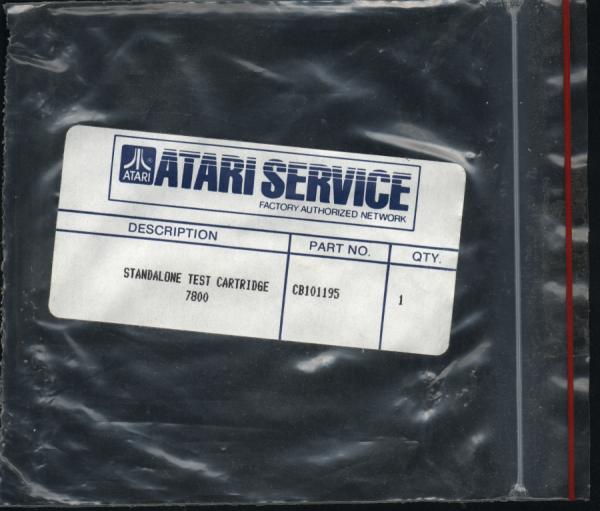 ATARI
ATARI SERVICE
FACTORY AUTHORIZED NETWORK
DESCRIPTION PART NO. QTY.
STANDALONE TEST CARTRIDGE CB101195 1
7800